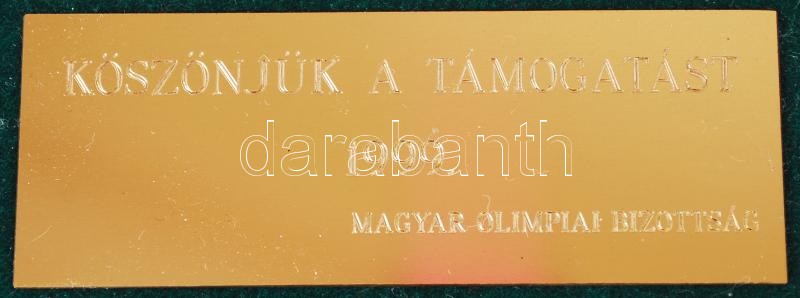 KÖSZÖNJÜK A TÁMOGATÁST
darabanth
MAGYAR OLIMPIAI BIZOTTSÁG